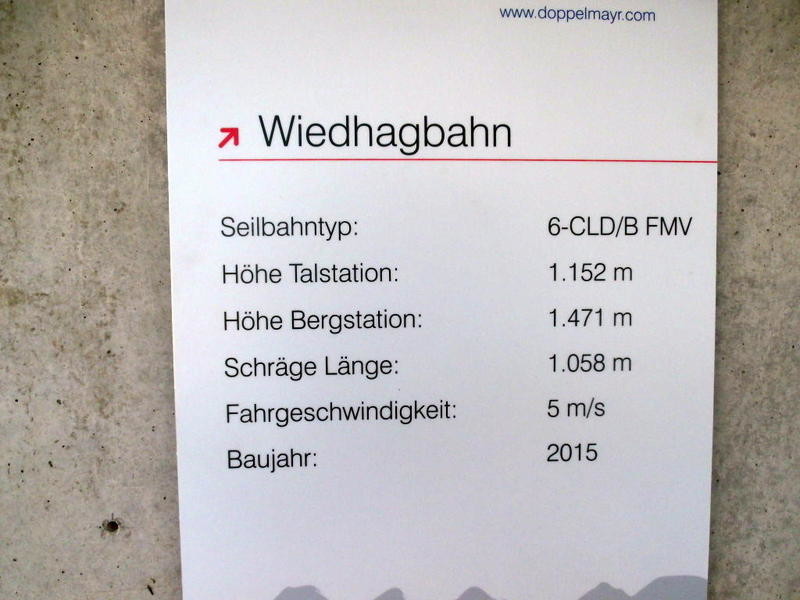 www.doppelmayr.com
Wiedhagbahn
Seilbahntyp: 6-CLD/B FMV
Höhe Talstation: 1.152 m
Höhe Bergstation: 1.471 m
Schräge Länge: 1.058 m
Fahrgeschwindigkeit: 5 m/s
Baujahr: 2015